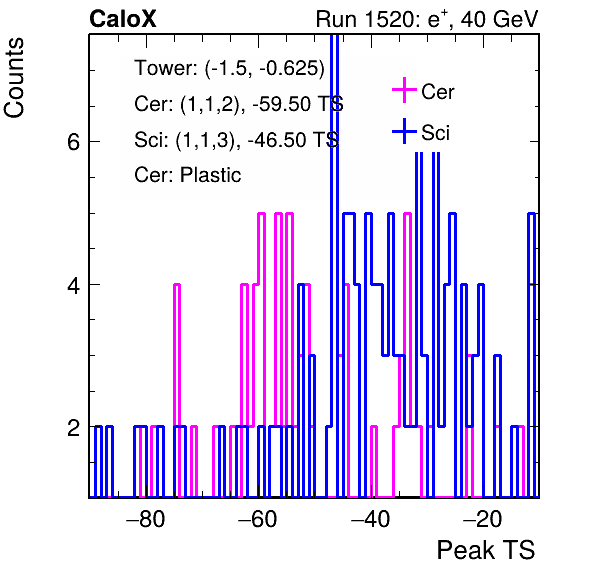 CaloX
Run 1520: e+, 40 GeV
Counts
Tower: (-1.5, -0.625)
Cer: (1,1,2), -59.50 TS
Sci: (1,1,3), -46.50 TS
Cer: Plastic
Cer
Sci
6
4
2
−80
−60
−40
−20
Peak TS